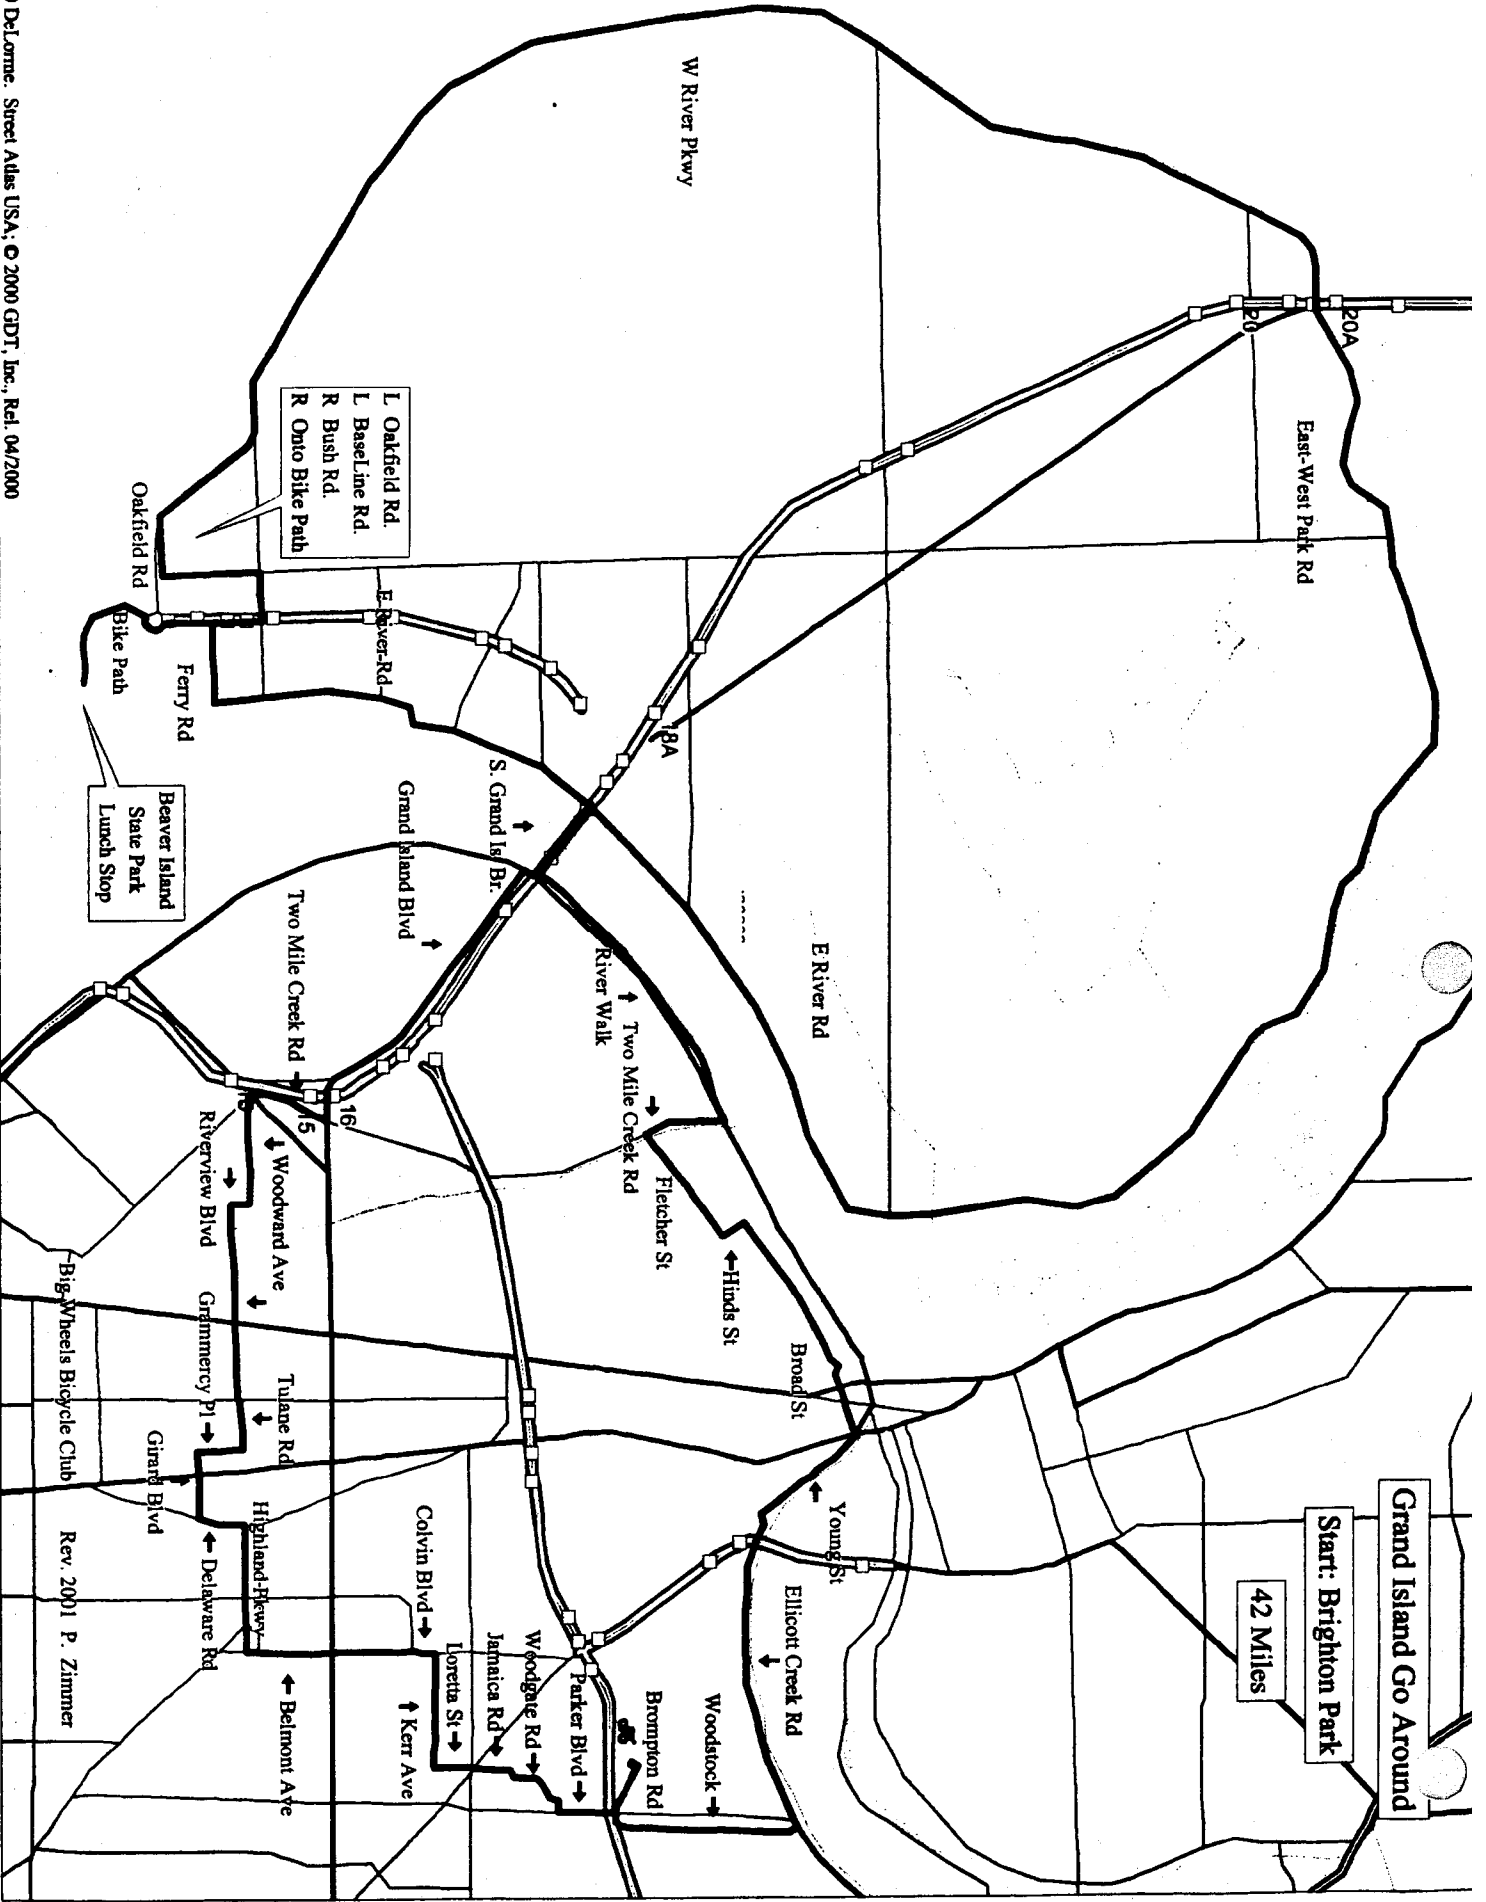 Grand Island Go Around
Start: Brighton Park
42 Miles
W River Pkwy
20A
20
East-West Park Rd
L Oakfield Rd.
L BaseLine Rd.
R Bush Rd.
R Onto Bike Path
Oakfield Rd
Bike Path
E River Rd
Ferry Rd
18A
Beaver Island
State Park
Lunch Stop
S. Grand Is. Br.
Grand Island Blvd
Two Mile Creek Rd
E River Rd
River Walk
Two Mile Creek Rd
Fletcher St
Hinds St
Broad St
16
15
Woodward Ave
Riverview Blvd
Grammercy Pl
Tulane Rd
Girard Blvd
Delaware Rd
Highland Pkwy
Belmont Ave
Colvin Blvd
Kerr Ave
Loretta St
Jamaica Rd
Woodgate Rd
Parker Blvd
Brompton Rd
Woodstock
Ellicott Creek Rd
Young St
Big Wheels Bicycle Club
Rev. 2001 P. Zimmer
DeLorme. Street Atlas USA; © 2000 GDT, Inc., Rel. 04/2000